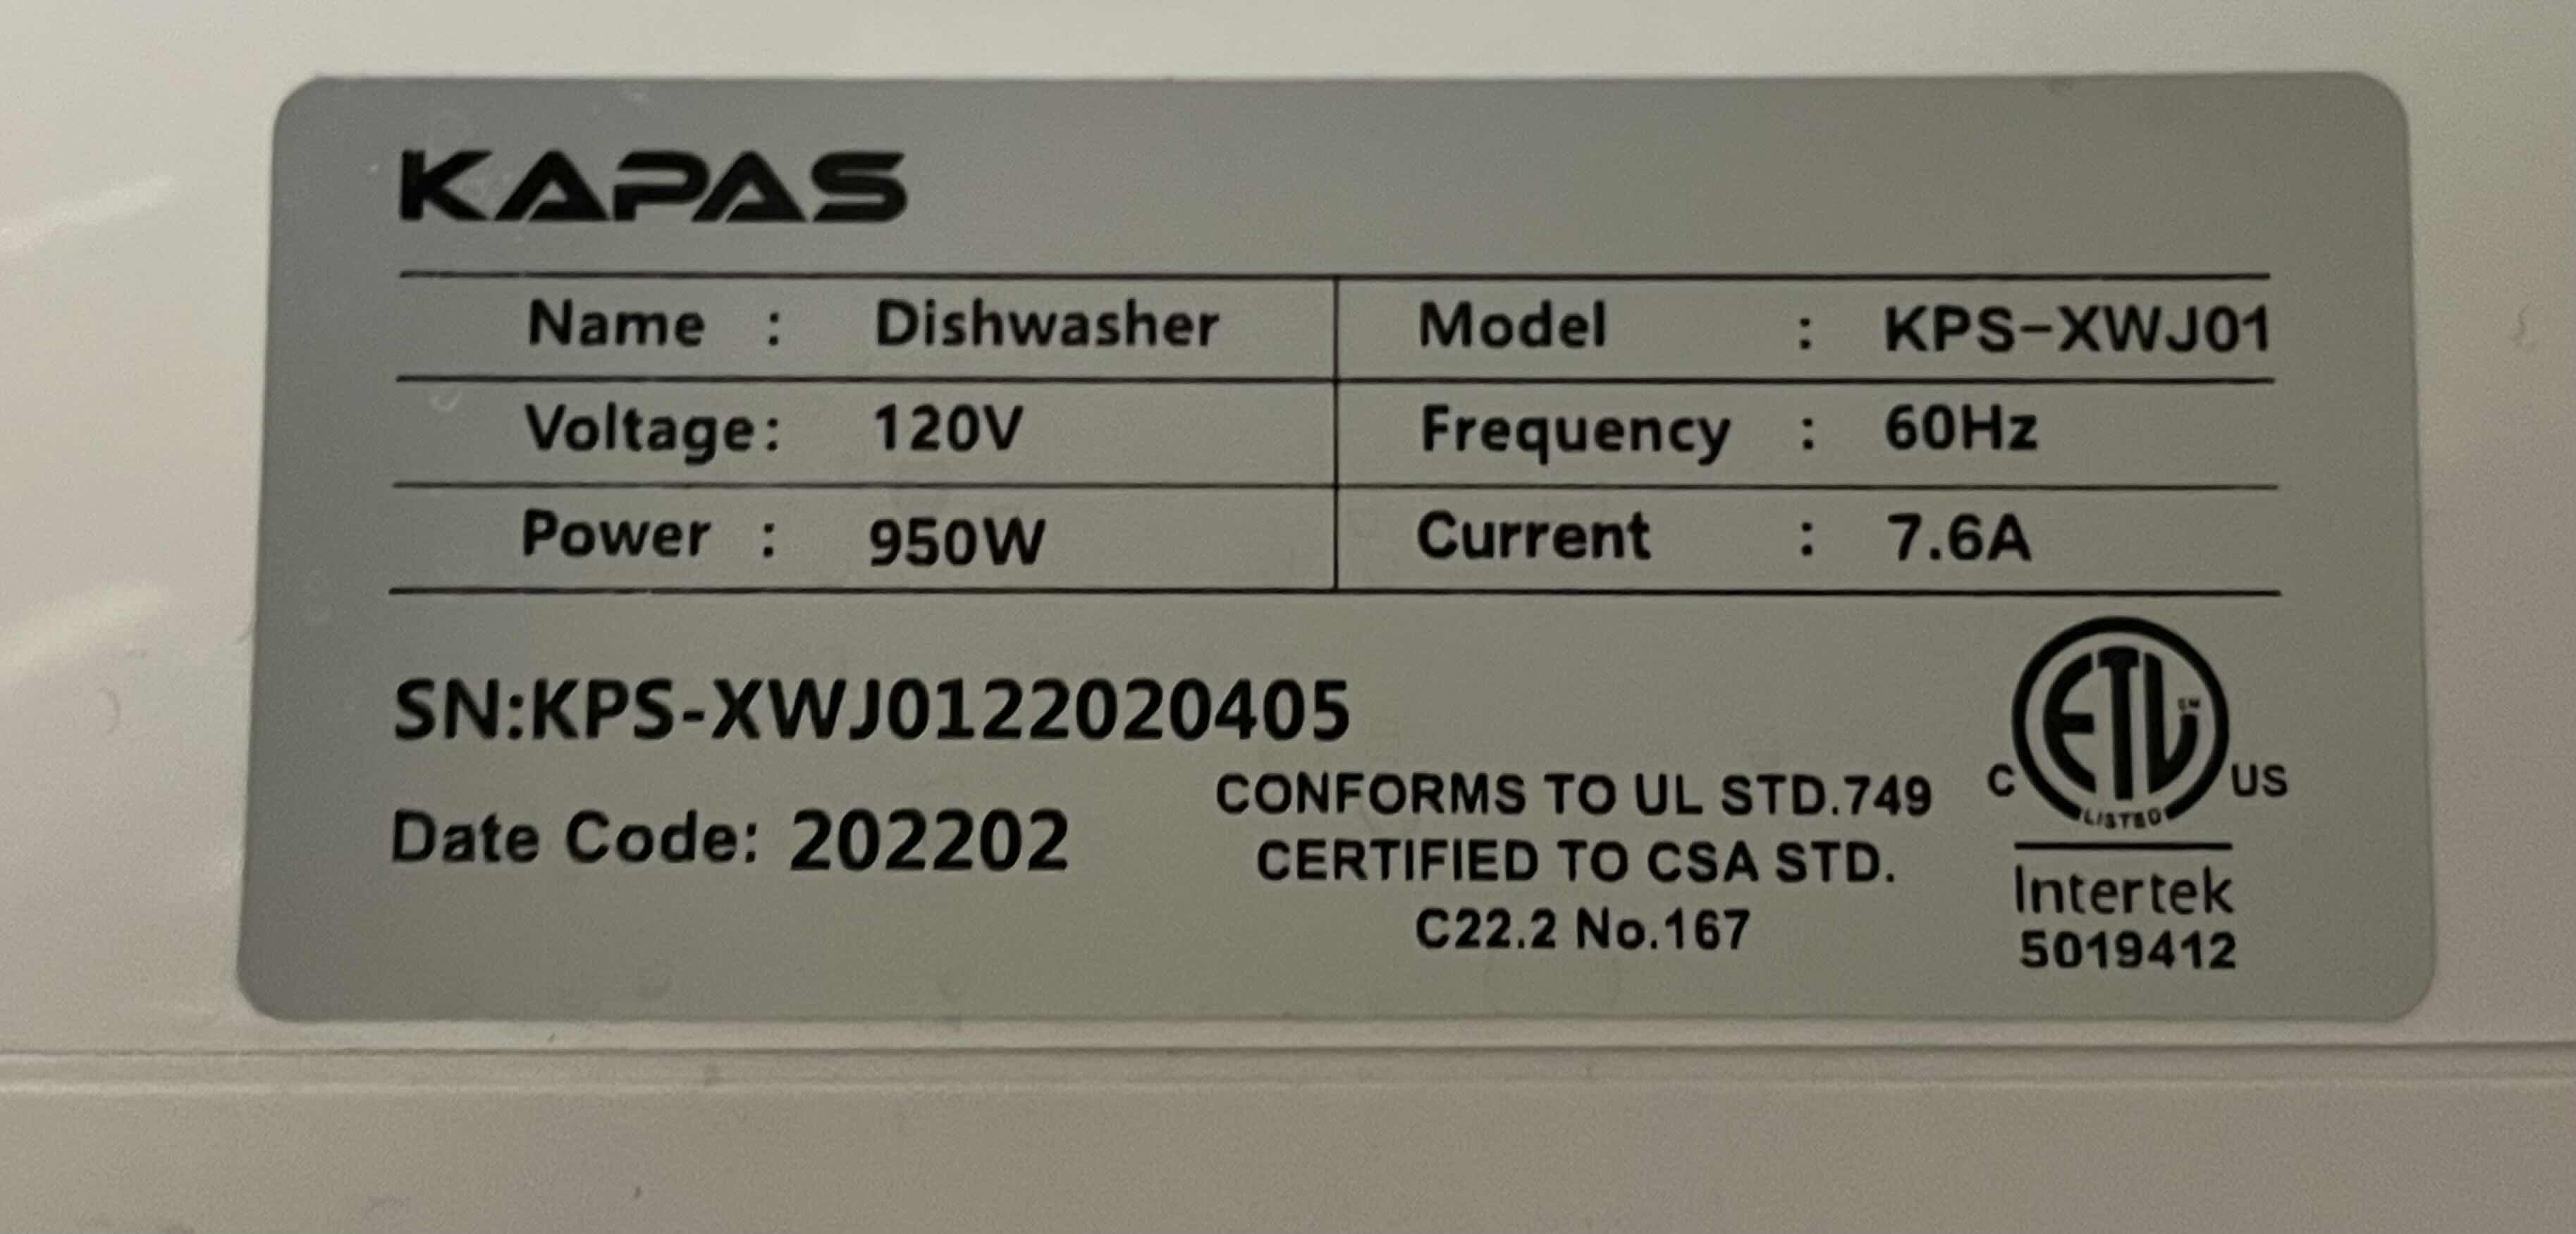 KAPAS
Name : Dishwasher Model : KPS-XWJ01
Voltage: 120V Frequency : 60Hz
Power : 950W Current : 7.6A
SN:KPS-XWJ0122020405
Date Code: 202202
CONFORMS TO UL STD.749
CERTIFIED TO CSA STD.
C22.2 No.167
ETL
C US
LISTED
Intertek
5019412